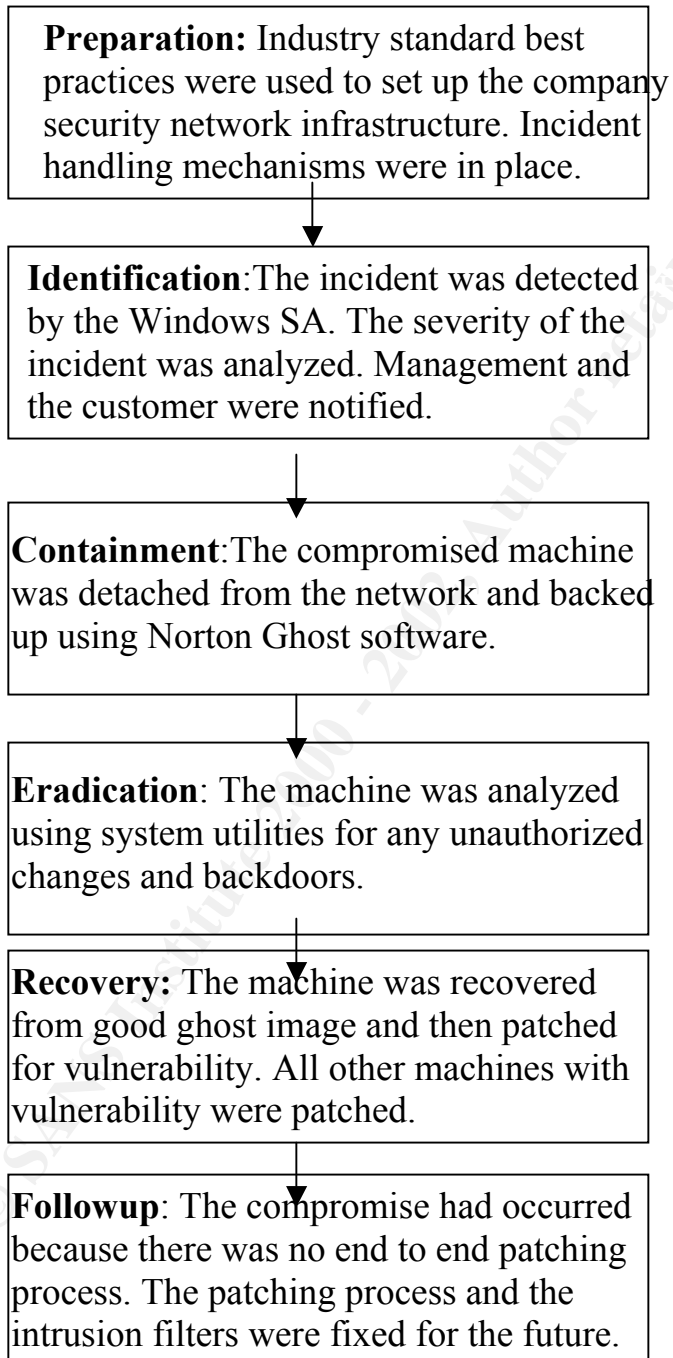 Preparation: Industry standard best
practices were used to set up the company
security network infrastructure. Incident
handling mechanisms were in place.
Identification:The incident was detected
by the Windows SA. The severity of the
incident was analyzed. Management and
the customer were notified.
Containment:The compromised machine
was detached from the network and backed
up using Norton Ghost software.
Eradication: The machine was analyzed
using system utilities for any unauthorized
changes and backdoors.
Recovery: The machine was recovered
from good ghost image and then patched
for vulnerability. All other machines with
vulnerability were patched.
Followup: The compromise had occurred
because there was no end to end patching
process. The patching process and the
intrusion filters were fixed for the future.
© SANS Institute 2000 - 2002, Author retai